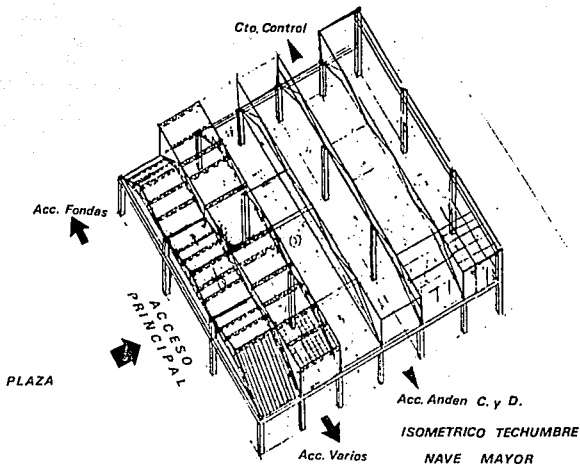 Cto. Control
Acc. Fondas
ACCESO
PRINCIPAL
PLAZA
Acc. Anden C. y D.
Acc. Varios
ISOMETRICO TECHUMBRE
NAVE MAYOR